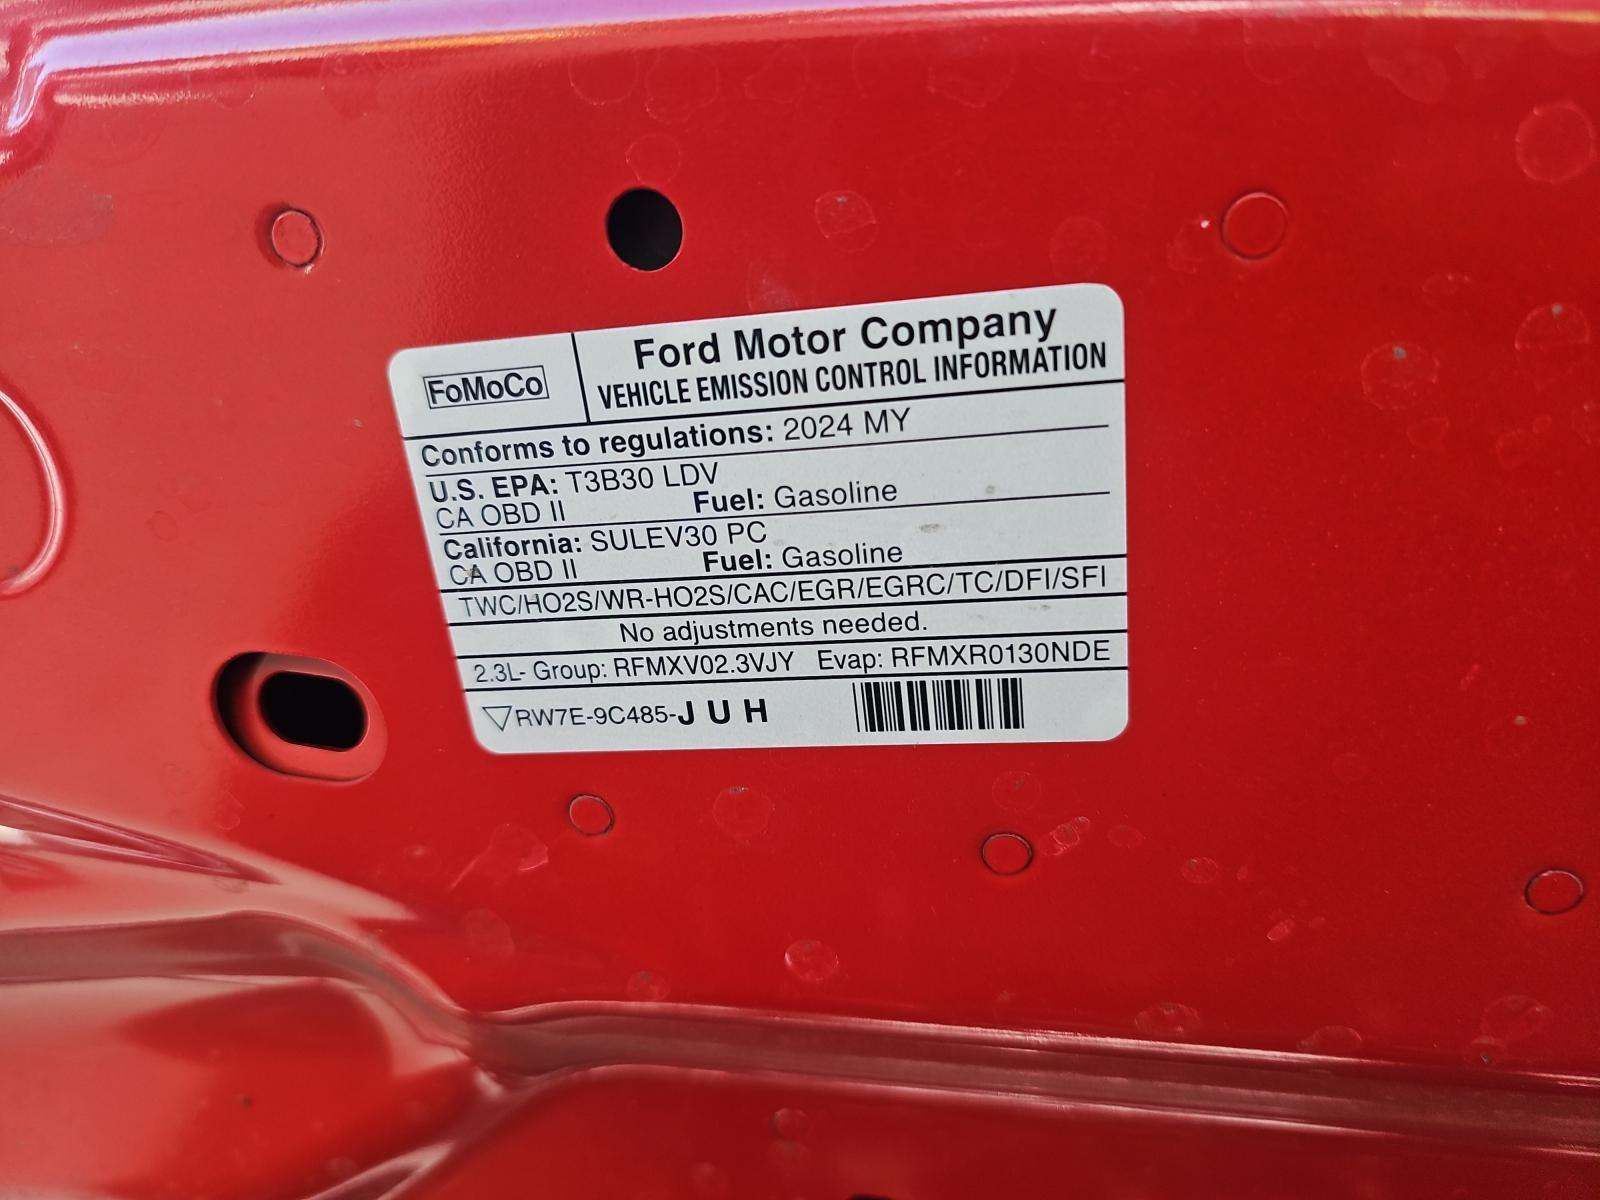 FoMoCo
Ford Motor Company
VEHICLE EMISSION CONTROL INFORMATION
Conforms to regulations: 2024 MY
U.S. EPA: T3B30 LDV
CA OBD II Fuel: Gasoline
California: SULEV30 PC
CA OBD II Fuel: Gasoline
TWC/HO2S/WR-HO2S/CAC/EGR/EGRC/TC/DFI/SFI
No adjustments needed.
2.3L- Group: RFMXV02.3VJY Evap: RFMXR0130NDE
RW7E-9C485-J U H